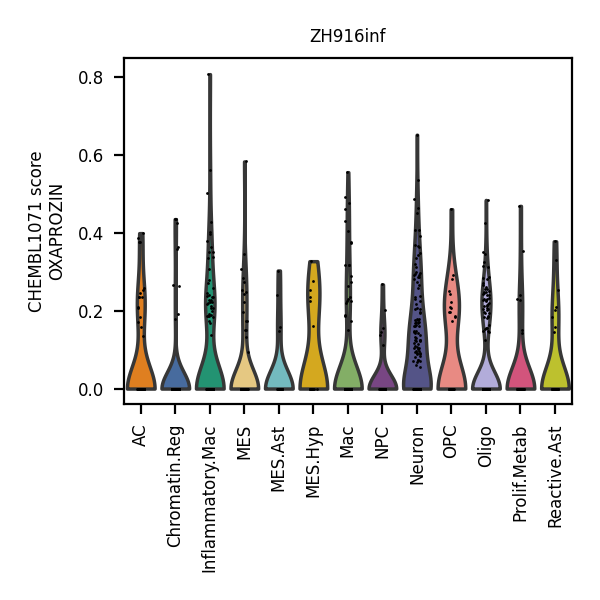 ZH916inf
CHEMBL1071 score
OXAPROZIN
0.8
0.6
0.4
0.2
0.0
AC
Chromatin.Reg
Inflammatory.Mac
MES
MES.Ast
MES.Hyp
Mac
NPC
Neuron
OPC
Oligo
Prolif.Metab
Reactive.Ast